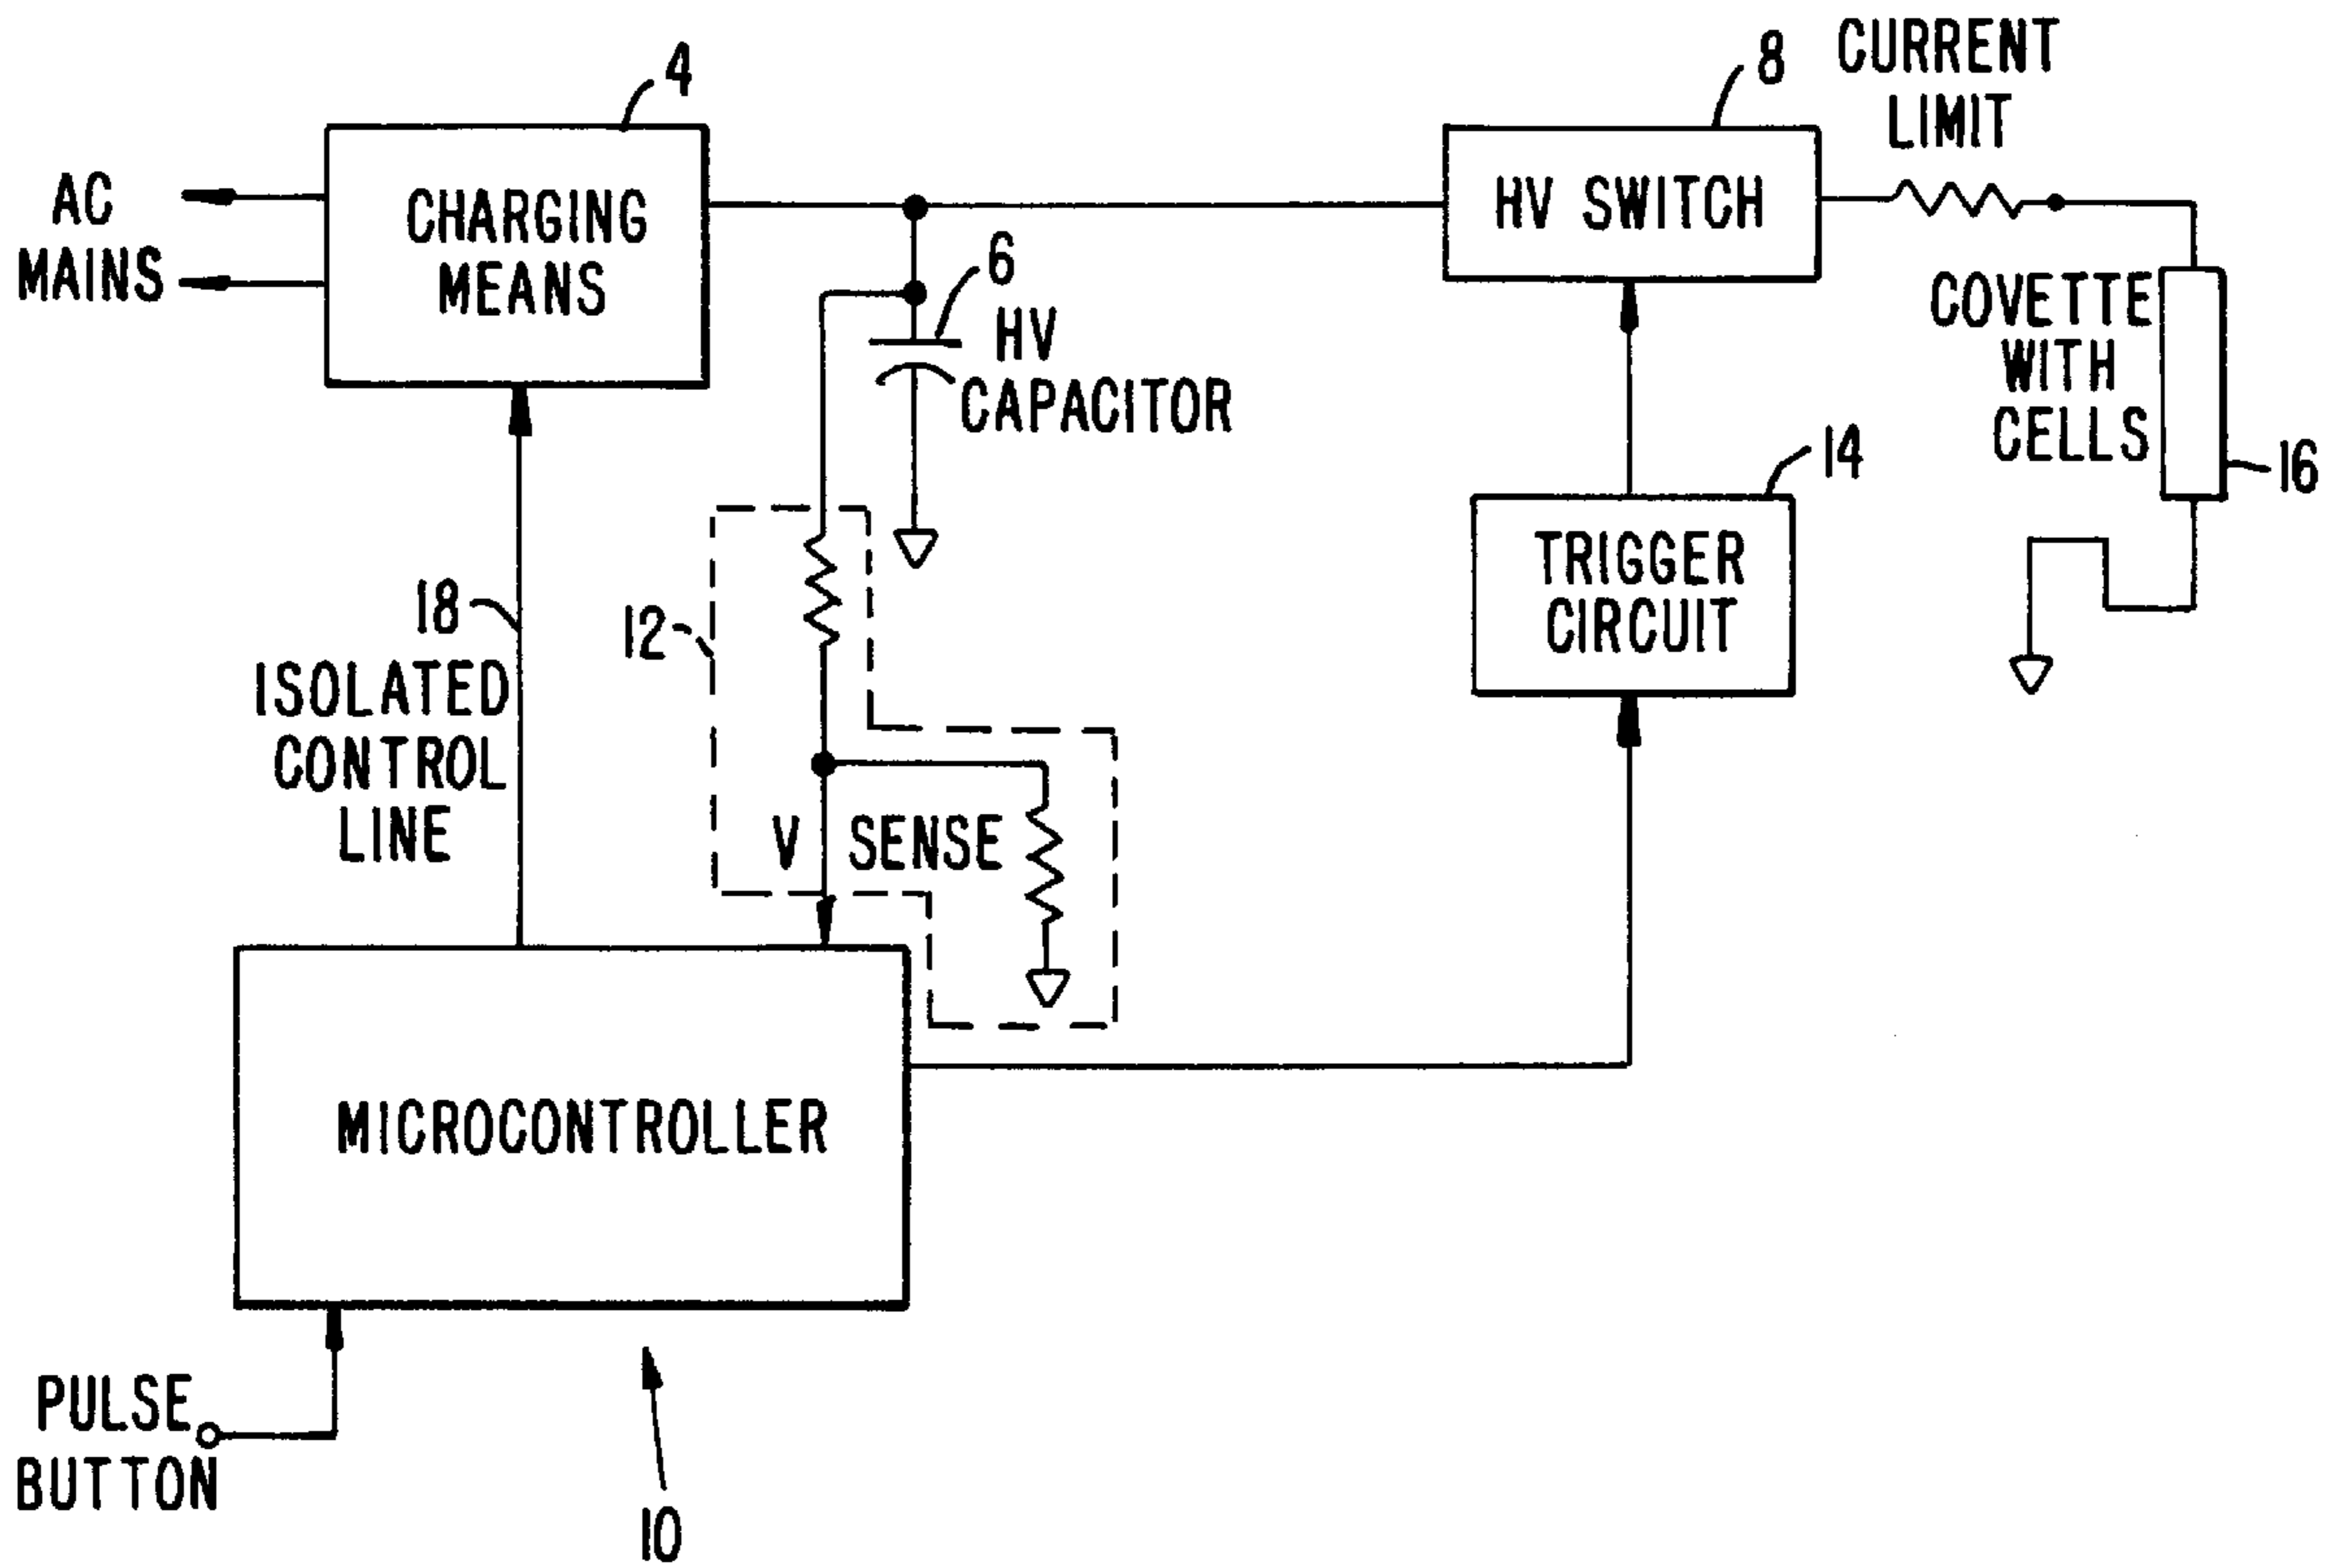 4
8
CURRENT
LIMIT
AC
MAINS
CHARGING
MEANS
HV SWITCH
6
HV
CAPACITOR
COVETTE
WITH
CELLS
16
14
TRIGGER
CIRCUIT
18
12
ISOLATED
CONTROL
LINE
V SENSE
MICROCONTROLLER
PULSE
BUTTON
10